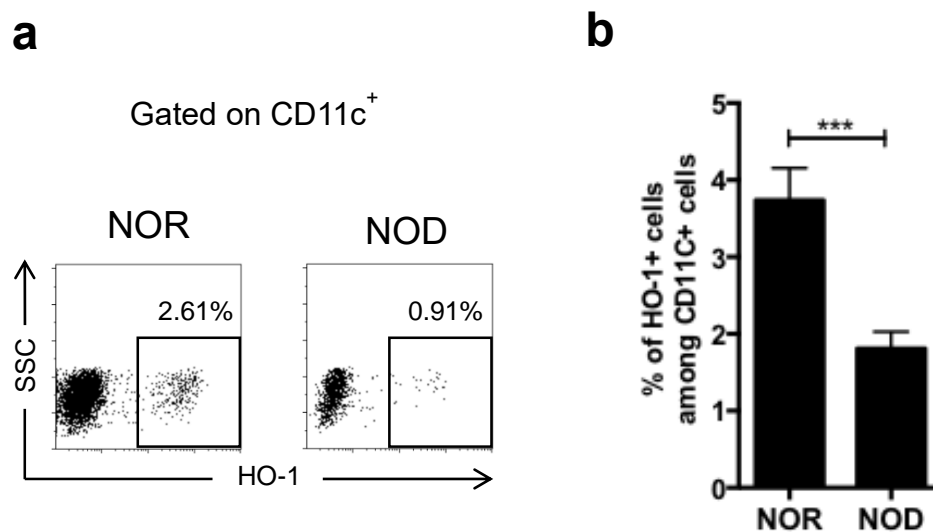 a
Gated on CD11c+
NOR
NOD
2.61%
0.91%
SSC
HO-1
b
% of HO-1+ cells
among CD11C+ cells
5
4
3
2
1
0
***
NOR
NOD